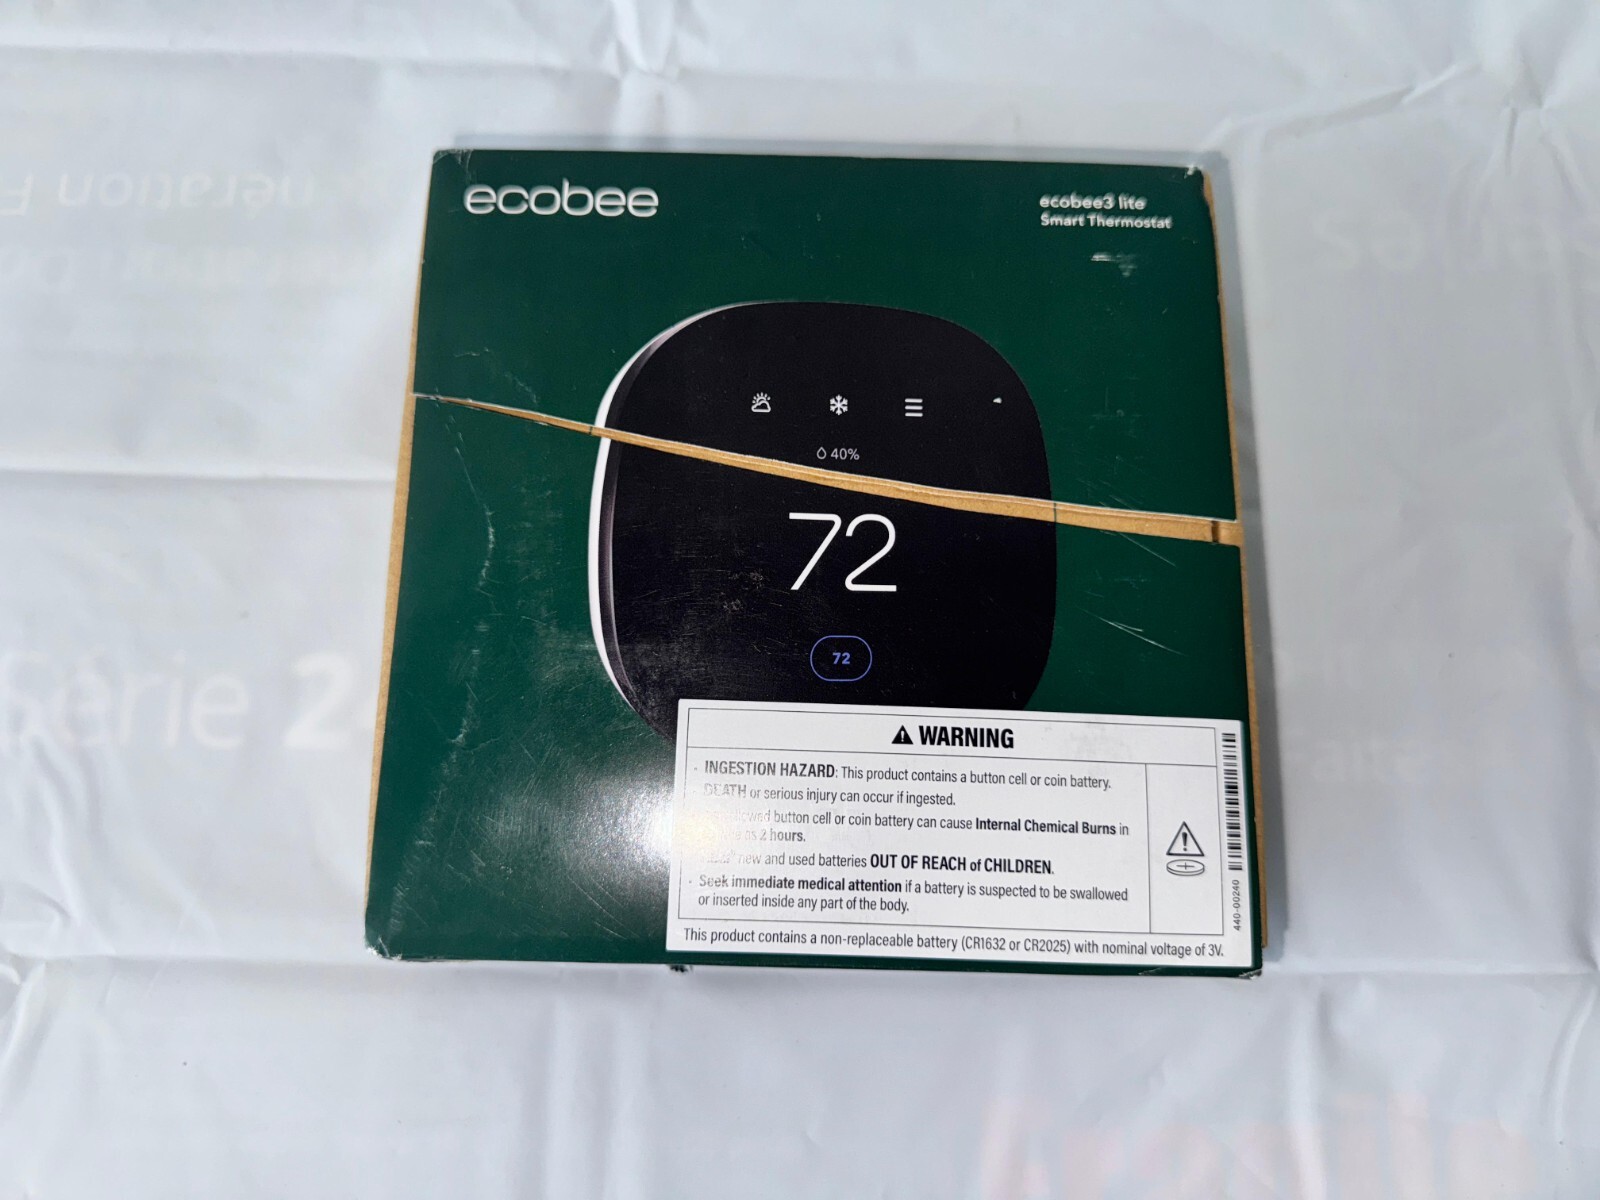 ecobee
ecobee3 lite
Smart Thermostat
40%
72
72
WARNING
· INGESTION HAZARD: This product contains a button cell or coin battery.
· DEATH or serious injury can occur if ingested.
button cell or coin battery can cause Internal Chemical Burns in
as 2 hours.
new and used batteries OUT OF REACH of CHILDREN.
· Seek immediate medical attention if a battery is suspected to be swallowed
or inserted inside any part of the body.
This product contains a non-replaceable battery (CR1632 or CR2025) with nominal voltage of 3V.
440-00240
Série 2